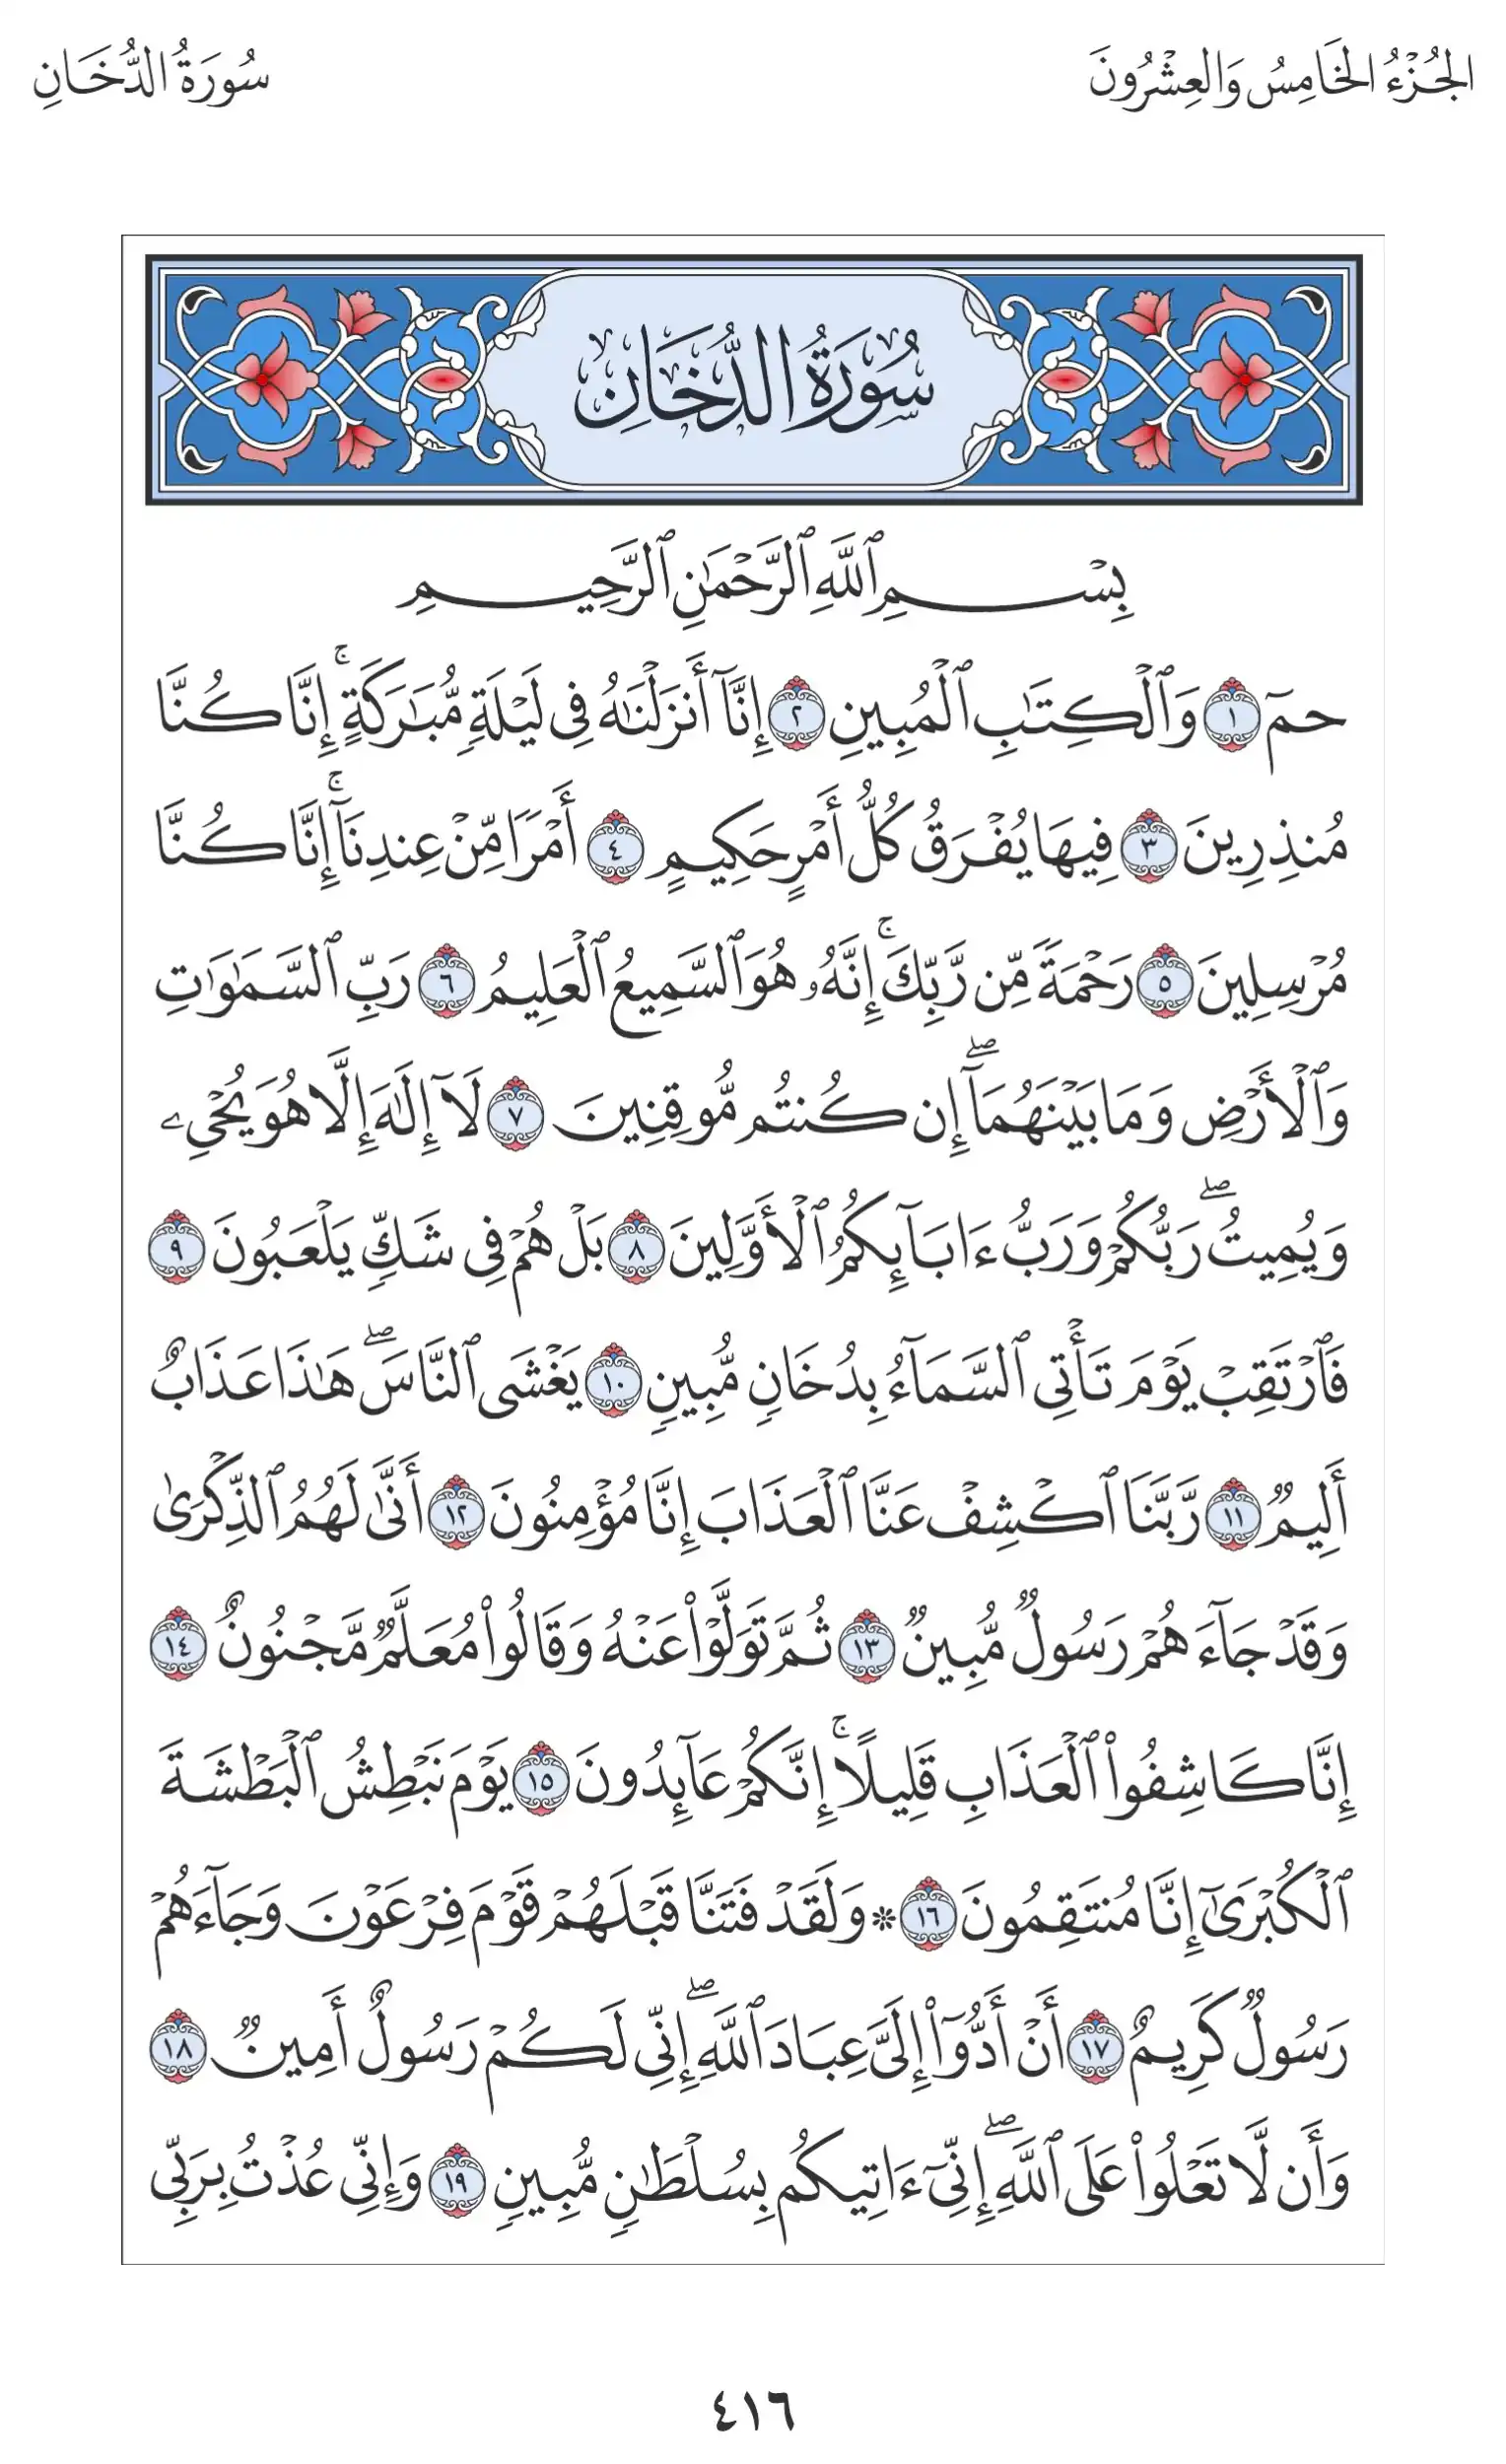 الجُزْءُ الخَامِسُ وَالعِشْرُونَ
سُورَةُ الدُّخَانِ
سُورَةُ الدُّخَانِ
بِسْمِ ٱللَّهِ ٱلرَّحْمَٰنِ ٱلرَّحِيمِ
حمٓ ١ وَٱلْكِتَٰبِ ٱلْمُبِينِ ٢ إِنَّآ أَنزَلْنَٰهُ فِى لَيْلَةٍ مُّبَٰرَكَةٍ ۚ إِنَّا كُنَّا
مُنذِرِينَ ٣ فِيهَا يُفْرَقُ كُلُّ أَمْرٍ حَكِيمٍ ٤ أَمْرًا مِّنْ عِندِنَآ ۚ إِنَّا كُنَّا
مُرْسِلِينَ ٥ رَحْمَةً مِّن رَّبِّكَ ۚ إِنَّهُۥ هُوَ ٱلسَّمِيعُ ٱلْعَلِيمُ ٦ رَبِّ ٱلسَّمَٰوَٰتِ
وَٱلْأَرْضِ وَمَا بَيْنَهُمَآ ۖ إِن كُنتُم مُّوقِنِينَ ٧ لَآ إِلَٰهَ إِلَّا هُوَ يُحْىِۦ
وَيُمِيتُ ۖ رَبُّكُمْ وَرَبُّ ءَابَآئِكُمُ ٱلْأَوَّلِينَ ٨ بَلْ هُمْ فِى شَكٍّ يَلْعَبُونَ ٩
فَٱرْتَقِبْ يَوْمَ تَأْتِى ٱلسَّمَآءُ بِدُخَانٍ مُّبِينٍ ١٠ يَغْشَى ٱلنَّاسَ ۖ هَٰذَا عَذَابٌ
أَلِيمٌ ١١ رَّبَّنَا ٱكْشِفْ عَنَّا ٱلْعَذَابَ إِنَّا مُؤْمِنُونَ ١٢ أَنَّىٰ لَهُمُ ٱلذِّكْرَىٰ
وَقَدْ جَآءَهُمْ رَسُولٌ مُّبِينٌ ١٣ ثُمَّ تَوَلَّوْا۟ عَنْهُ وَقَالُوا۟ مُعَلَّمٌ مَّجْنُونٌ ١٤
إِنَّا كَاشِفُوا۟ ٱلْعَذَابِ قَلِيلًا ۚ إِنَّكُمْ عَآئِدُونَ ١٥ يَوْمَ نَبْطِشُ ٱلْبَطْشَةَ
ٱلْكُبْرَىٰٓ إِنَّا مُنتَقِمُونَ ١٦ * وَلَقَدْ فَتَنَّا قَبْلَهُمْ قَوْمَ فِرْعَوْنَ وَجَآءَهُمْ
رَسُولٌ كَرِيمٌ ١٧ أَنْ أَدُّوٓا۟ إِلَىَّ عِبَادَ ٱللَّهِ ۖ إِنِّى لَكُمْ رَسُولٌ أَمِينٌ ١٨
وَأَن لَّا تَعْلُوا۟ عَلَى ٱللَّهِ ۖ إِنِّىٓ ءَاتِيكُم بِسُلْطَٰنٍ مُّبِينٍ ١٩ وَإِنِّى عُذْتُ بِرَبِّى
٤١٦